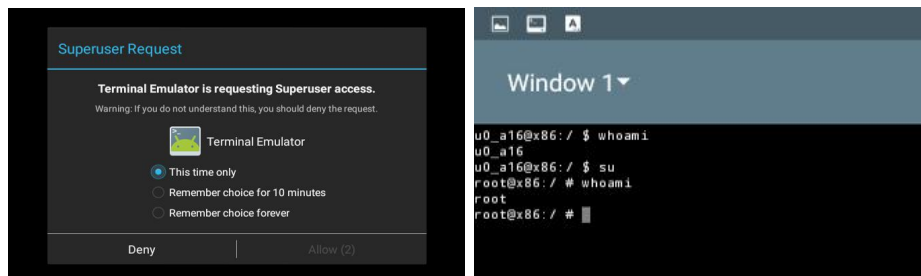 Superuser Request
Terminal Emulator is requesting Superuser access.
Warning: If you do not understand this, you should deny the request.
Terminal Emulator
This time only
Remember choice for 10 minutes
Remember choice forever
Deny
Allow (2)
A
Window 1
u0_a16@x86:/ $ whoami
u0_a16
u0_a16@x86:/ $ su
root@x86:/ # whoami
root
root@x86:/ #